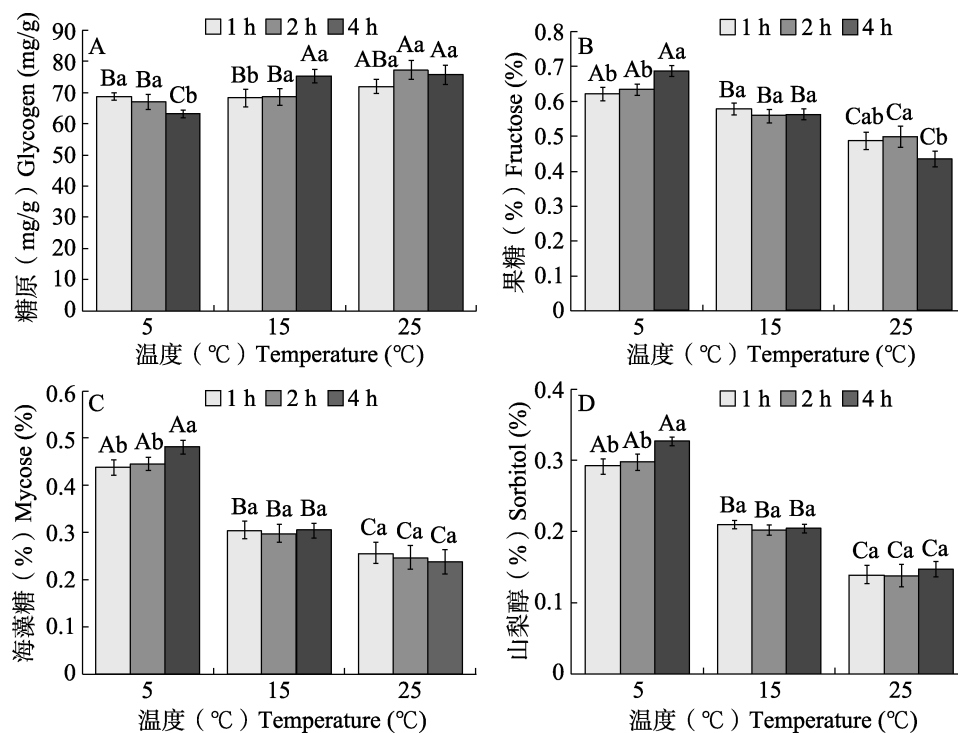 A
1 h 2 h 4 h
糖原（mg/g）Glycogen (mg/g)
90
80
70
60
50
40
30
20
10
0
Ba Ba Cb
Bb Ba Aa
ABa Aa Aa
5 15 25
温度（℃）Temperature (℃)
B
1 h 2 h 4 h
果糖（%）Fructose (%)
0.8
0.7
0.6
0.5
0.4
0.3
0.2
0.1
0
Ab Ab Aa
Ba Ba Ba
Cab Ca Cb
5 15 25
温度（℃）Temperature (℃)
C
1 h 2 h 4 h
海藻糖（%）Mycose (%)
0.6
0.5
0.4
0.3
0.2
0.1
0
Ab Ab Aa
Ba Ba Ba
Ca Ca Ca
5 15 25
温度（℃）Temperature (℃)
D
1 h 2 h 4 h
山梨醇（%）Sorbitol (%)
0.4
0.3
0.2
0.1
0
Ab Ab Aa
Ba Ba Ba
Ca Ca Ca
5 15 25
温度（℃）Temperature (℃)